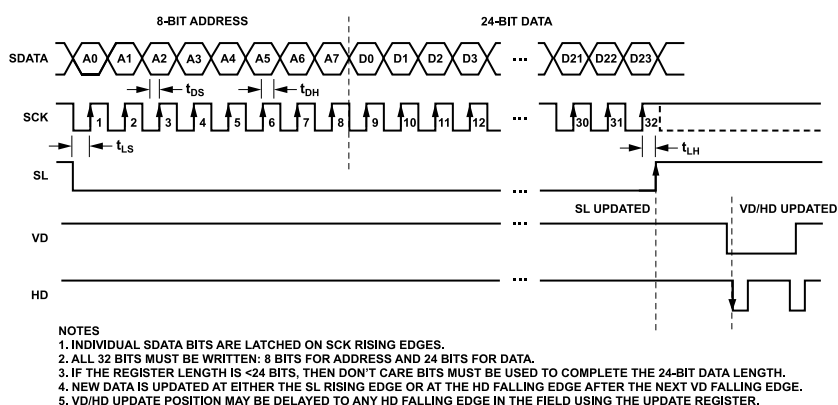 8-BIT ADDRESS 24-BIT DATA
SDATA A0 A1 A2 A3 A4 A5 A6 A7 D0 D1 D2 D3 ... D21 D22 D23
tDS tDH
SCK 1 2 3 4 5 6 7 8 9 10 11 12 ... 30 31 32
tLS tLH
SL ...
SL UPDATED VD/HD UPDATED
VD ...
HD ...
NOTES
1. INDIVIDUAL SDATA BITS ARE LATCHED ON SCK RISING EDGES.
2. ALL 32 BITS MUST BE WRITTEN: 8 BITS FOR ADDRESS AND 24 BITS FOR DATA.
3. IF THE REGISTER LENGTH IS <24 BITS, THEN DON'T CARE BITS MUST BE USED TO COMPLETE THE 24-BIT DATA LENGTH.
4. NEW DATA IS UPDATED AT EITHER THE SL RISING EDGE OR AT THE HD FALLING EDGE AFTER THE NEXT VD FALLING EDGE.
5. VD/HD UPDATE POSITION MAY BE DELAYED TO ANY HD FALLING EDGE IN THE FIELD USING THE UPDATE REGISTER.